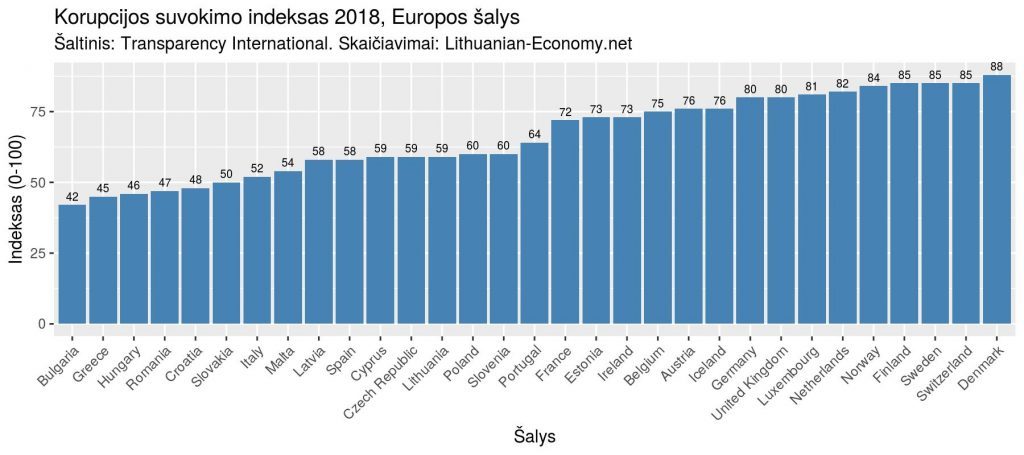 Korupcijos suvokimo indeksas 2018, Europos šalys
Šaltinis: Transparency International. Skaičiavimai: Lithuanian-Economy.net
Indeksas (0-100)
75
50
25
0
42 45 46 47 48 50 52 54 58 58 59 59 59 60 60 64 72 73 73 75 76 76 80 80 81 82 84 85 85 85 88
Bulgaria
Greece
Hungary
Romania
Croatia
Slovakia
Italy
Malta
Latvia
Spain
Cyprus
Czech Republic
Lithuania
Poland
Slovenia
Portugal
France
Estonia
Ireland
Belgium
Austria
Iceland
Germany
United Kingdom
Luxembourg
Netherlands
Norway
Finland
Sweden
Switzerland
Denmark
Šalys